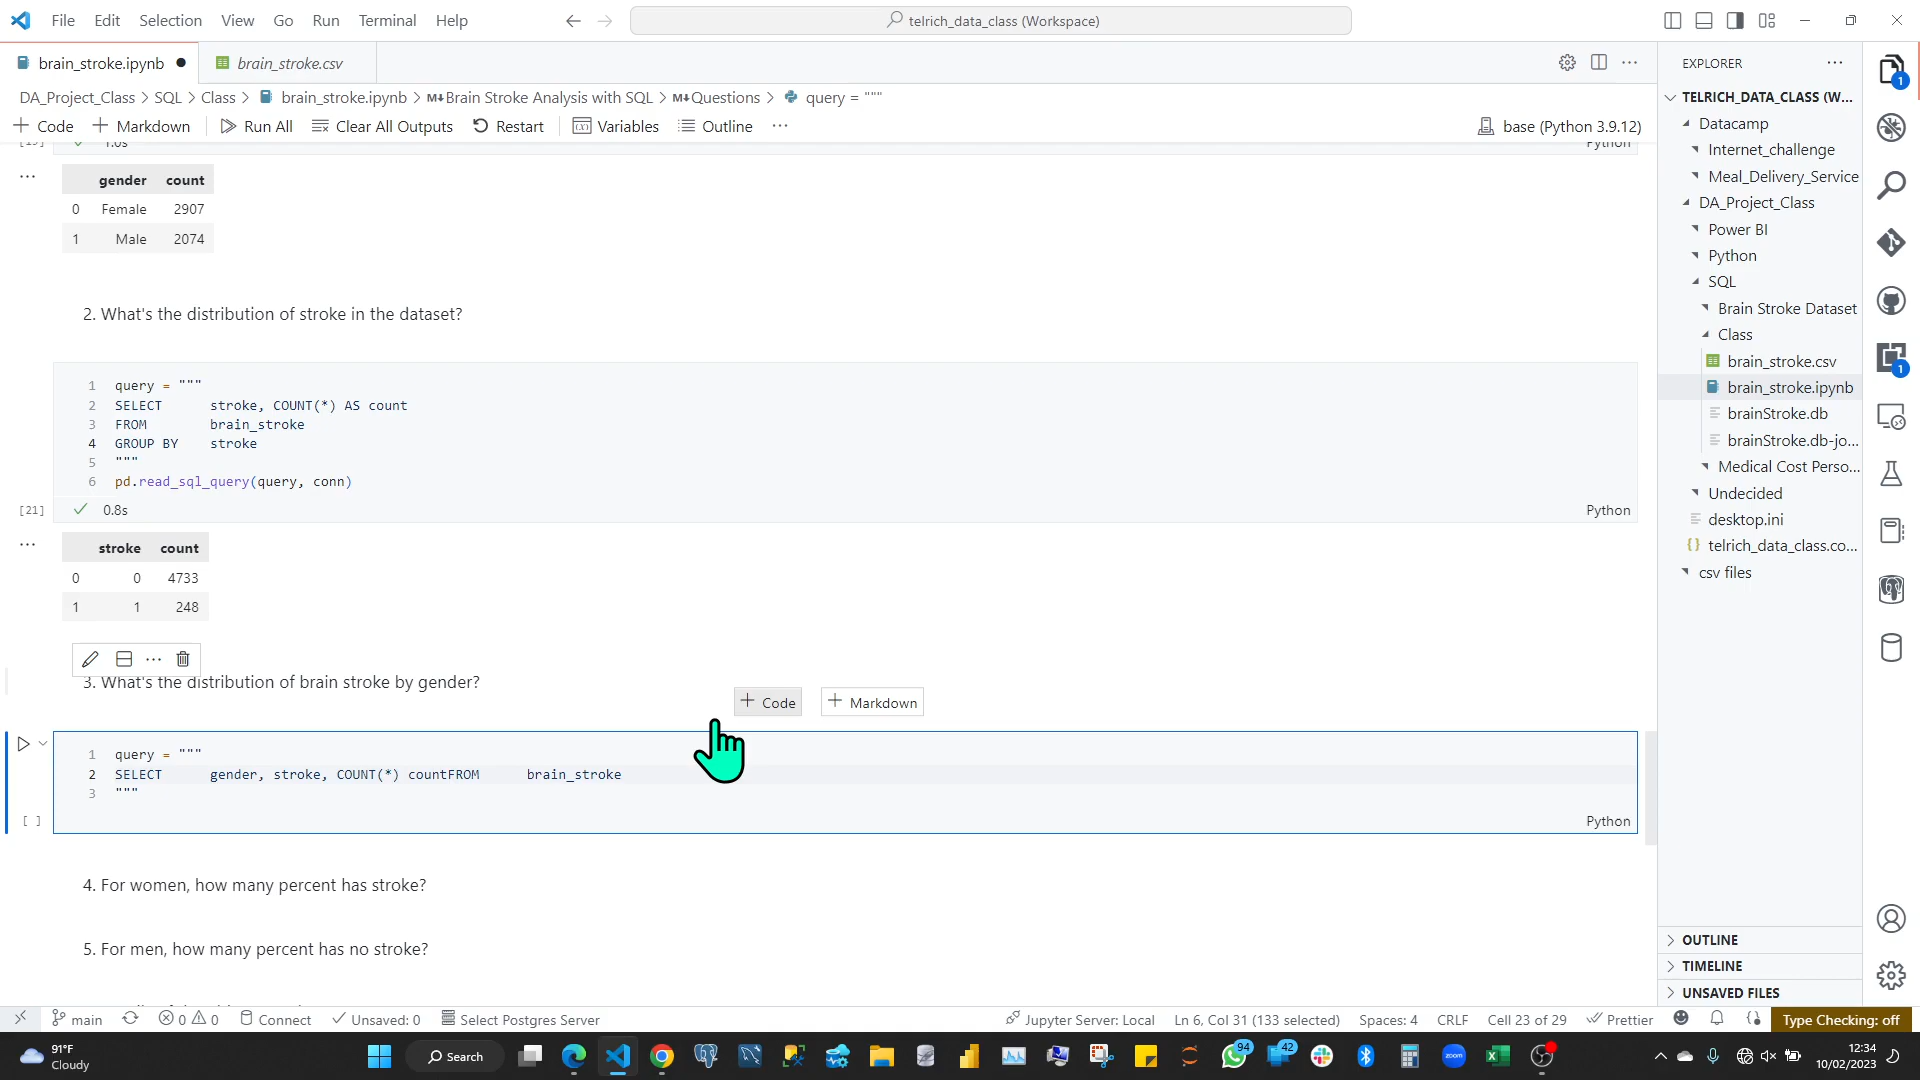 File Edit Selection View Go Run Terminal Help
telrich_data_class (Workspace)
brain_stroke.ipynb
brain_stroke.csv
DA_Project_Class > SQL > Class > brain_stroke.ipynb > M↓Brain Stroke Analysis with SQL > M↓Questions > query = """
+ Code + Markdown Run All Clear All Outputs Restart Variables Outline ... base (Python 3.9.12)
[19] 1.0s Python
gender count
0 Female 2907
1 Male 2074
2. What's the distribution of stroke in the dataset?
1 query = """
2 SELECT stroke, COUNT(*) AS count
3 FROM brain_stroke
4 GROUP BY stroke
5 """
6 pd.read_sql_query(query, conn)
[21] 0.8s Python
stroke count
0 0 4733
1 1 248
3. What's the distribution of brain stroke by gender?
+ Code + Markdown
1 query = """
2 SELECT gender, stroke, COUNT(*) countFROM brain_stroke
3 """
[ ] Python
4. For women, how many percent has stroke?
5. For men, how many percent has no stroke?
EXPLORER
TELRICH_DATA_CLASS (W...
Datacamp
Internet_challenge
Meal_Delivery_Service
DA_Project_Class
Power BI
Python
SQL
Brain Stroke Dataset
Class
brain_stroke.csv
brain_stroke.ipynb
brainStroke.db
brainStroke.db-jo...
Medical Cost Perso...
Undecided
desktop.ini
telrich_data_class.co...
csv files
OUTLINE
TIMELINE
UNSAVED FILES
1
1
main 0 0 Connect Unsaved: 0 Select Postgres Server Jupyter Server: Local Ln 6, Col 31 (133 selected) Spaces: 4 CRLF Cell 23 of 29 Prettier Type Checking: off
91°F
Cloudy
Search
94
42
zoom
12:34
10/02/2023